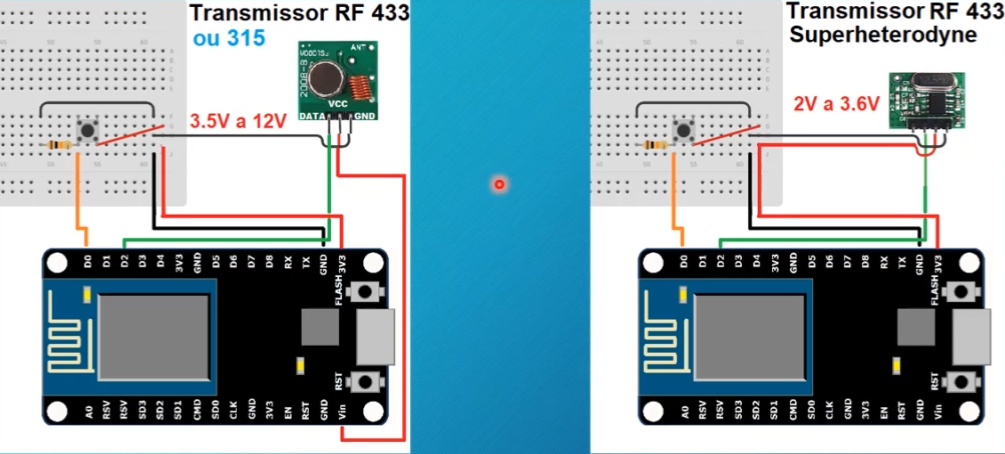 Transmissor RF 433
ou 315
ANT
2008-8
VCC
DATA GND
3.5V a 12V
D0 D1 D2 D3 D4 3V3 GND D5 D6 D7 D8 RX TX GND 3V3
FLASH
RST
A0 RSV RSV SD3 SD2 SD1 CMD SD0 CLK GND 3V3 EN RST GND Vin
Transmissor RF 433
Superheterodyne
2V a 3.6V
D0 D1 D2 D3 D4 3V3 GND D5 D6 D7 D8 RX TX GND 3V3
FLASH
RST
A0 RSV RSV SD3 SD2 SD1 CMD SD0 CLK GND 3V3 EN RST GND Vin